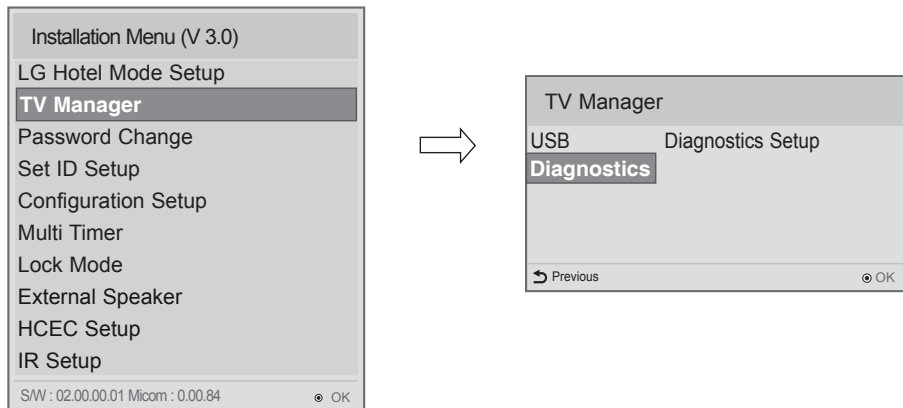 Installation Menu (V 3.0)
LG Hotel Mode Setup
TV Manager
Password Change
Set ID Setup
Configuration Setup
Multi Timer
Lock Mode
External Speaker
HCEC Setup
IR Setup
S/W : 02.00.00.01 Micom : 0.00.84 OK
TV Manager
USB Diagnostics Setup
Diagnostics
Previous OK